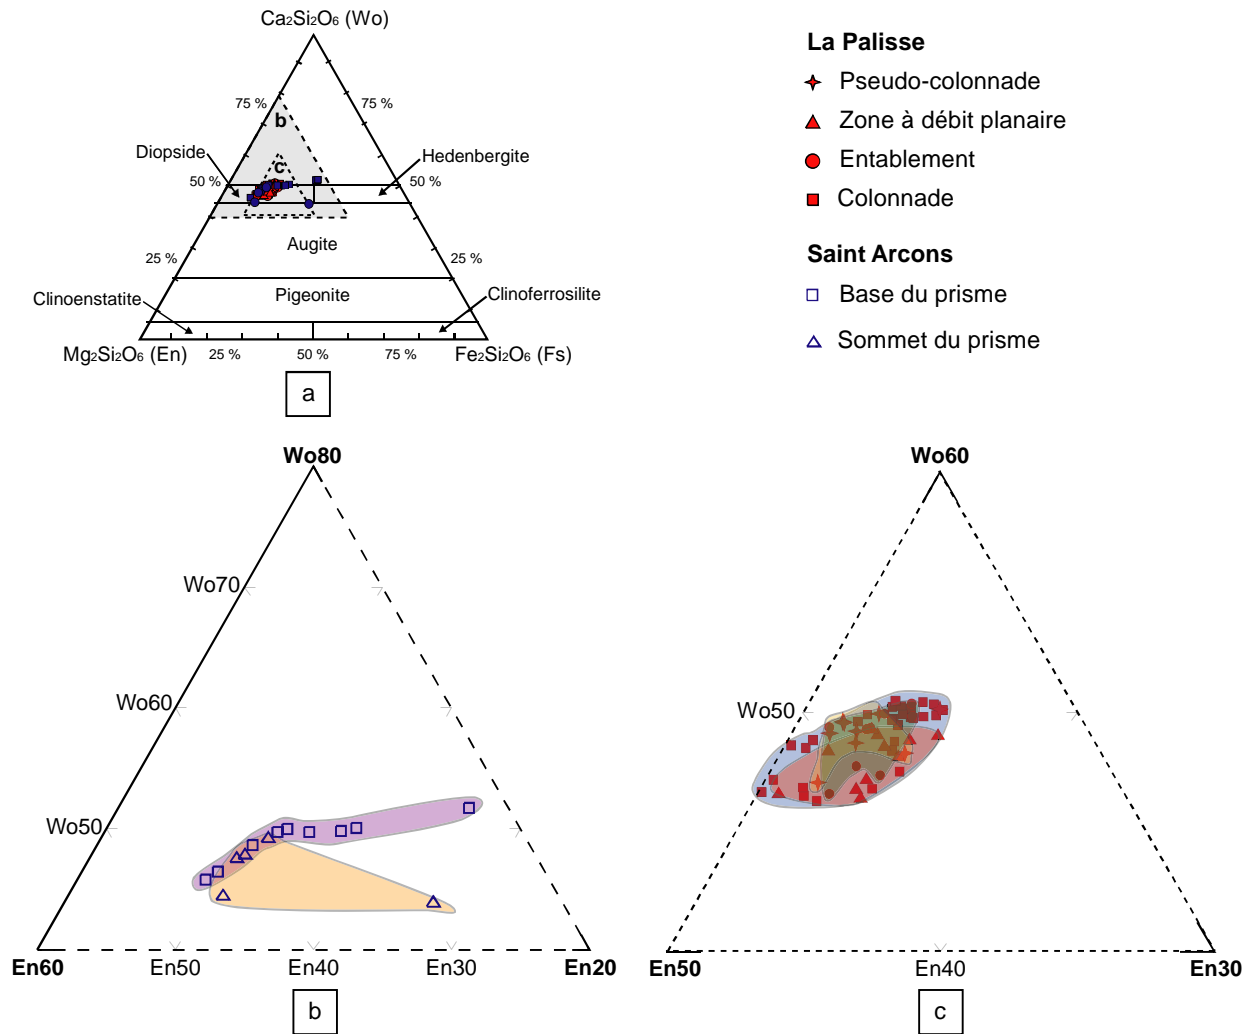 Ca₂Si₂O₆ (Wo)
75 %
75 %
b
Diopside
Hedenbergite
c
50 %
50 %
Augite
25 %
25 %
Clinoenstatite
Pigeonite
Clinoferrosilite
Mg₂Si₂O₆ (En)
25 %
50 %
75 %
Fe₂Si₂O₆ (Fs)
a
La Palisse
Pseudo-colonnade
Zone à débit planaire
Entablement
Colonnade
Saint Arcons
Base du prisme
Sommet du prisme
Wo80
Wo70
Wo60
Wo50
En60
En50
En40
En30
En20
b
Wo60
Wo50
En50
En40
En30
c